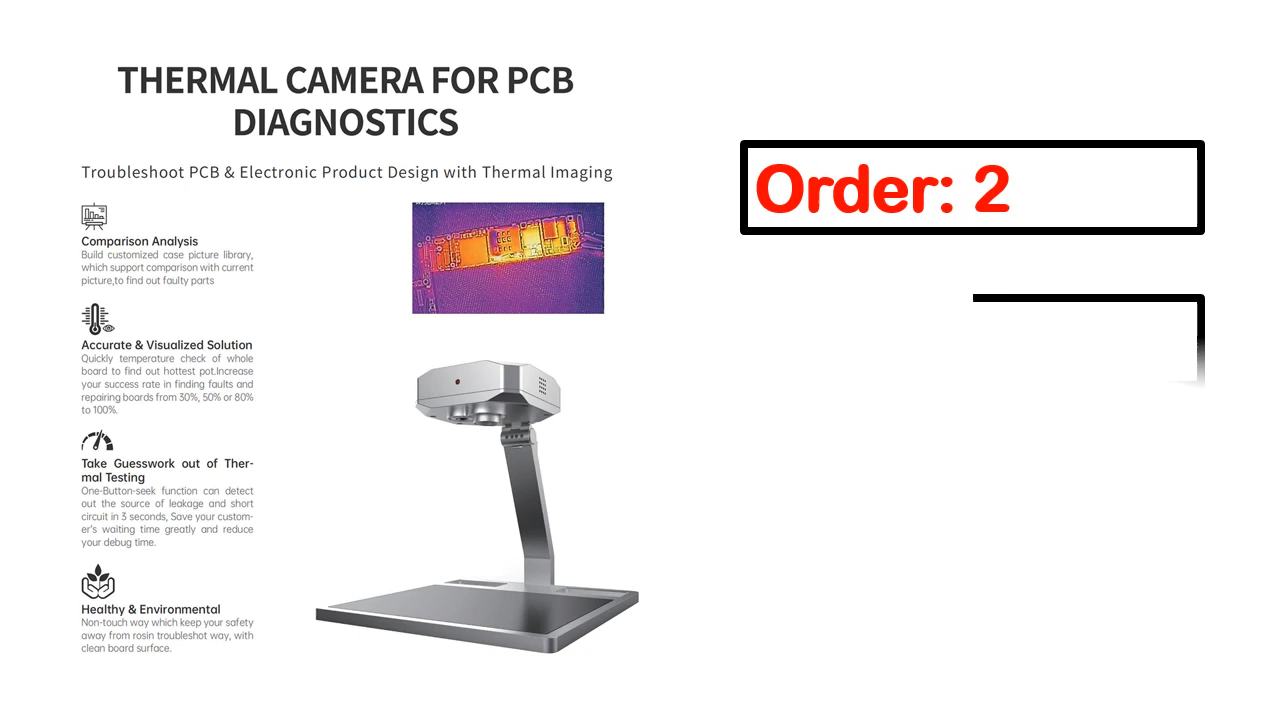 THERMAL CAMERA FOR PCB
DIAGNOSTICS
Troubleshoot PCB & Electronic Product Design with Thermal Imaging
Comparison Analysis
Build customized case picture library,
which support comparison with current
picture,to find out faulty parts
Accurate & Visualized Solution
Quickly temperature check of whole
board to find out hottest pot.Increase
your success rate in finding faults and
repairing boards from 30%, 50% or 80%
to 100%.
Take Guesswork out of Ther-
mal Testing
One-Button-seek function can detect
out the source of leakage and short
circuit in 3 seconds, Save your custom-
er's waiting time greatly and reduce
your debug time.
Healthy & Environmental
Non-touch way which keep your safety
away from rosin troubleshot way, with
clean board surface.
Order: 2